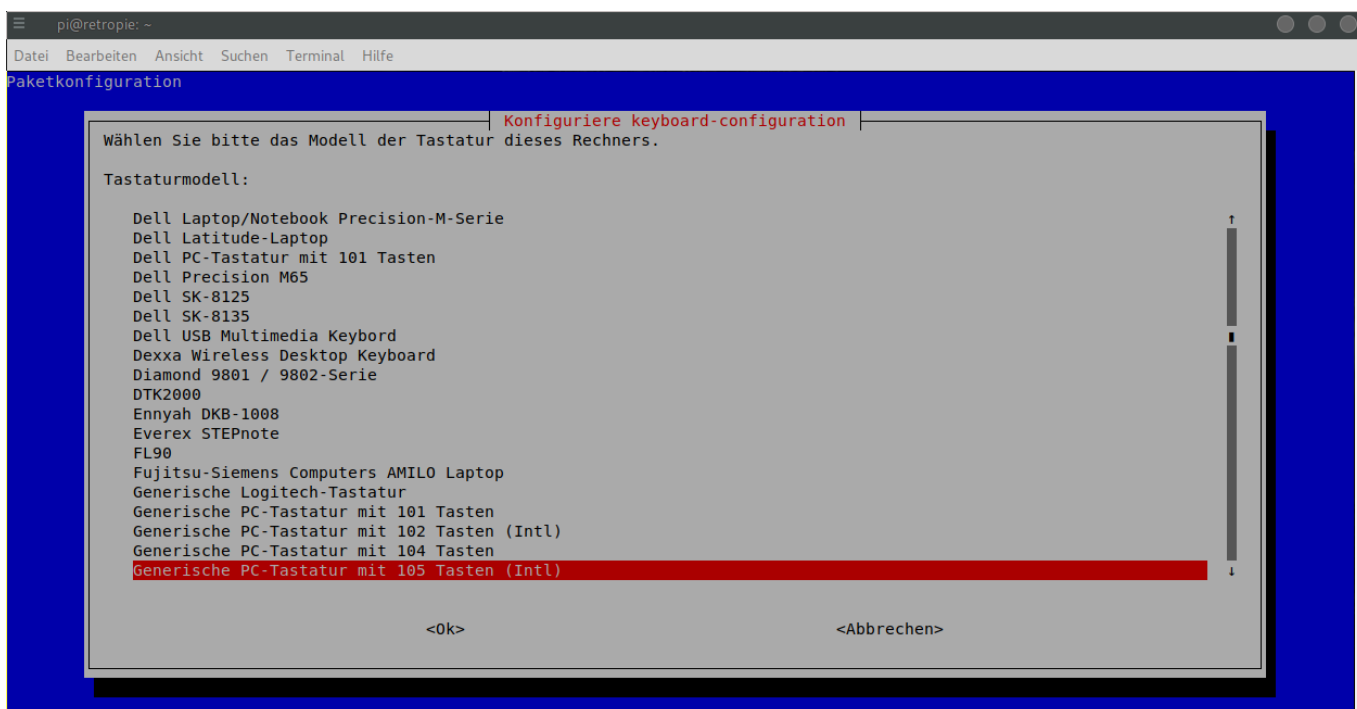 pi@retropie: ~
Datei Bearbeiten Ansicht Suchen Terminal Hilfe
Paketkonfiguration
Konfiguriere keyboard-configuration
Wählen Sie bitte das Modell der Tastatur dieses Rechners.
Tastaturmodell:
Dell Laptop/Notebook Precision-M-Serie
Dell Latitude-Laptop
Dell PC-Tastatur mit 101 Tasten
Dell Precision M65
Dell SK-8125
Dell SK-8135
Dell USB Multimedia Keybord
Dexxa Wireless Desktop Keyboard
Diamond 9801 / 9802-Serie
DTK2000
Ennyah DKB-1008
Everex STEPnote
FL90
Fujitsu-Siemens Computers AMILO Laptop
Generische Logitech-Tastatur
Generische PC-Tastatur mit 101 Tasten
Generische PC-Tastatur mit 102 Tasten (Intl)
Generische PC-Tastatur mit 104 Tasten
Generische PC-Tastatur mit 105 Tasten (Intl)
<Ok> <Abbrechen>